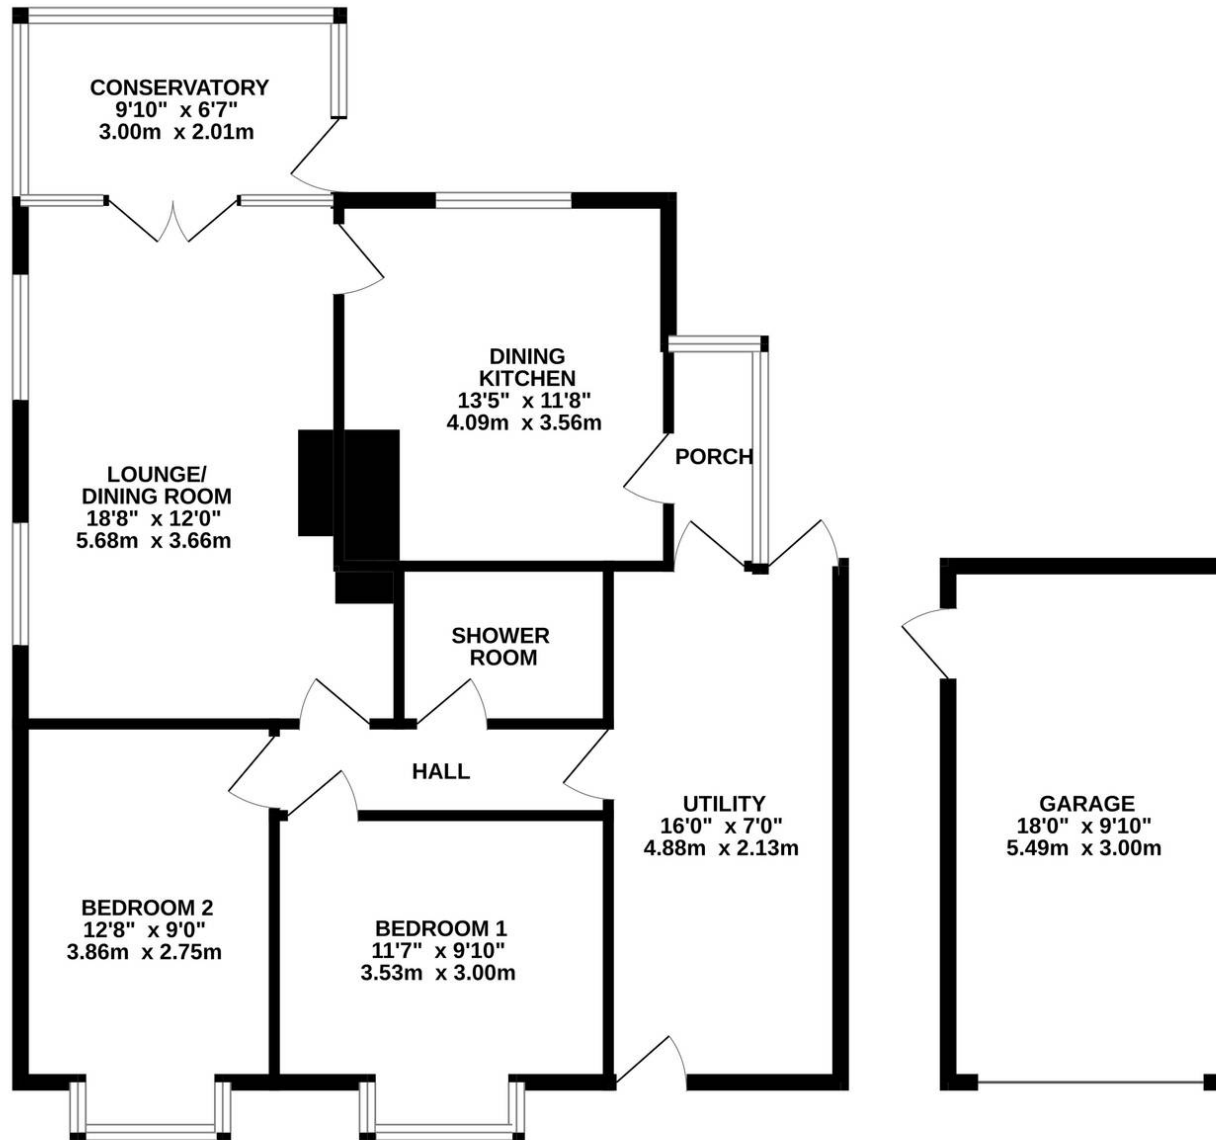 CONSERVATORY
9'10" x 6'7"
3.00m x 2.01m
DINING
KITCHEN
13'5" x 11'8"
4.09m x 3.56m
PORCH
LOUNGE/
DINING ROOM
18'8" x 12'0"
5.68m x 3.66m
SHOWER
ROOM
HALL
UTILITY
16'0" x 7'0"
4.88m x 2.13m
GARAGE
18'0" x 9'10"
5.49m x 3.00m
BEDROOM 2
12'8" x 9'0"
3.86m x 2.75m
BEDROOM 1
11'7" x 9'10"
3.53m x 3.00m